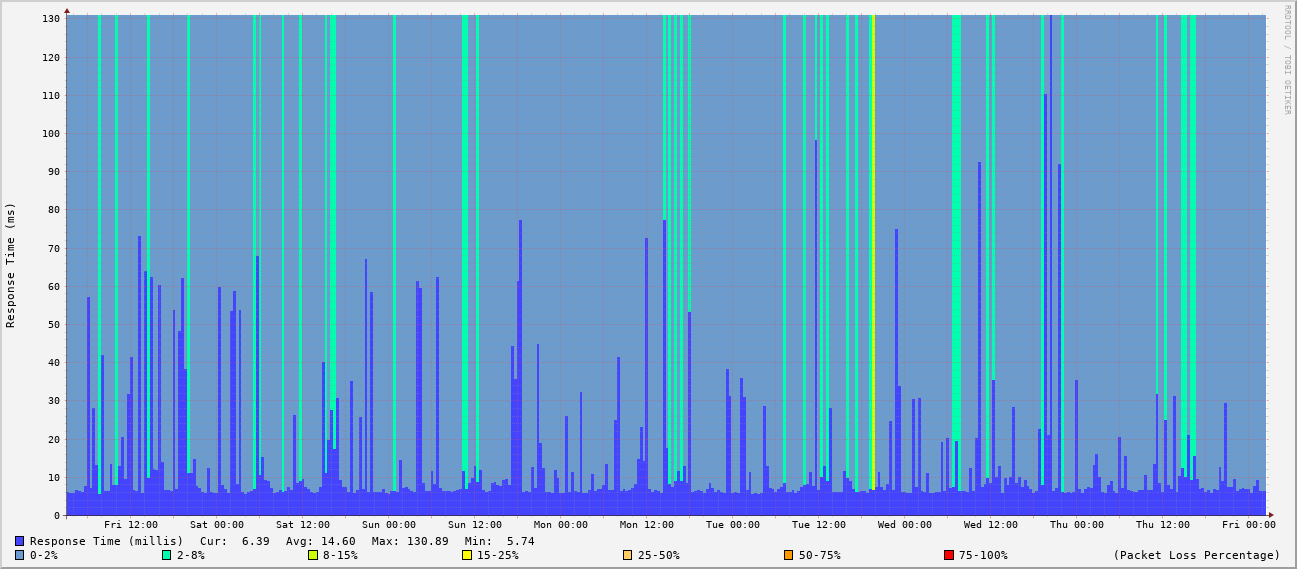 130
120
110
100
90
80
70
60
50
40
30
20
10
0
Response Time (ms)
RRDTOOL / TOBI OETIKER
Fri 12:00 Sat 00:00 Sat 12:00 Sun 00:00 Sun 12:00 Mon 00:00 Mon 12:00 Tue 00:00 Tue 12:00 Wed 00:00 Wed 12:00 Thu 00:00 Thu 12:00 Fri 00:00
Response Time (millis) Cur: 6.39 Avg: 14.60 Max: 130.89 Min: 5.74
0-2% 2-8% 8-15% 15-25% 25-50% 50-75% 75-100% (Packet Loss Percentage)